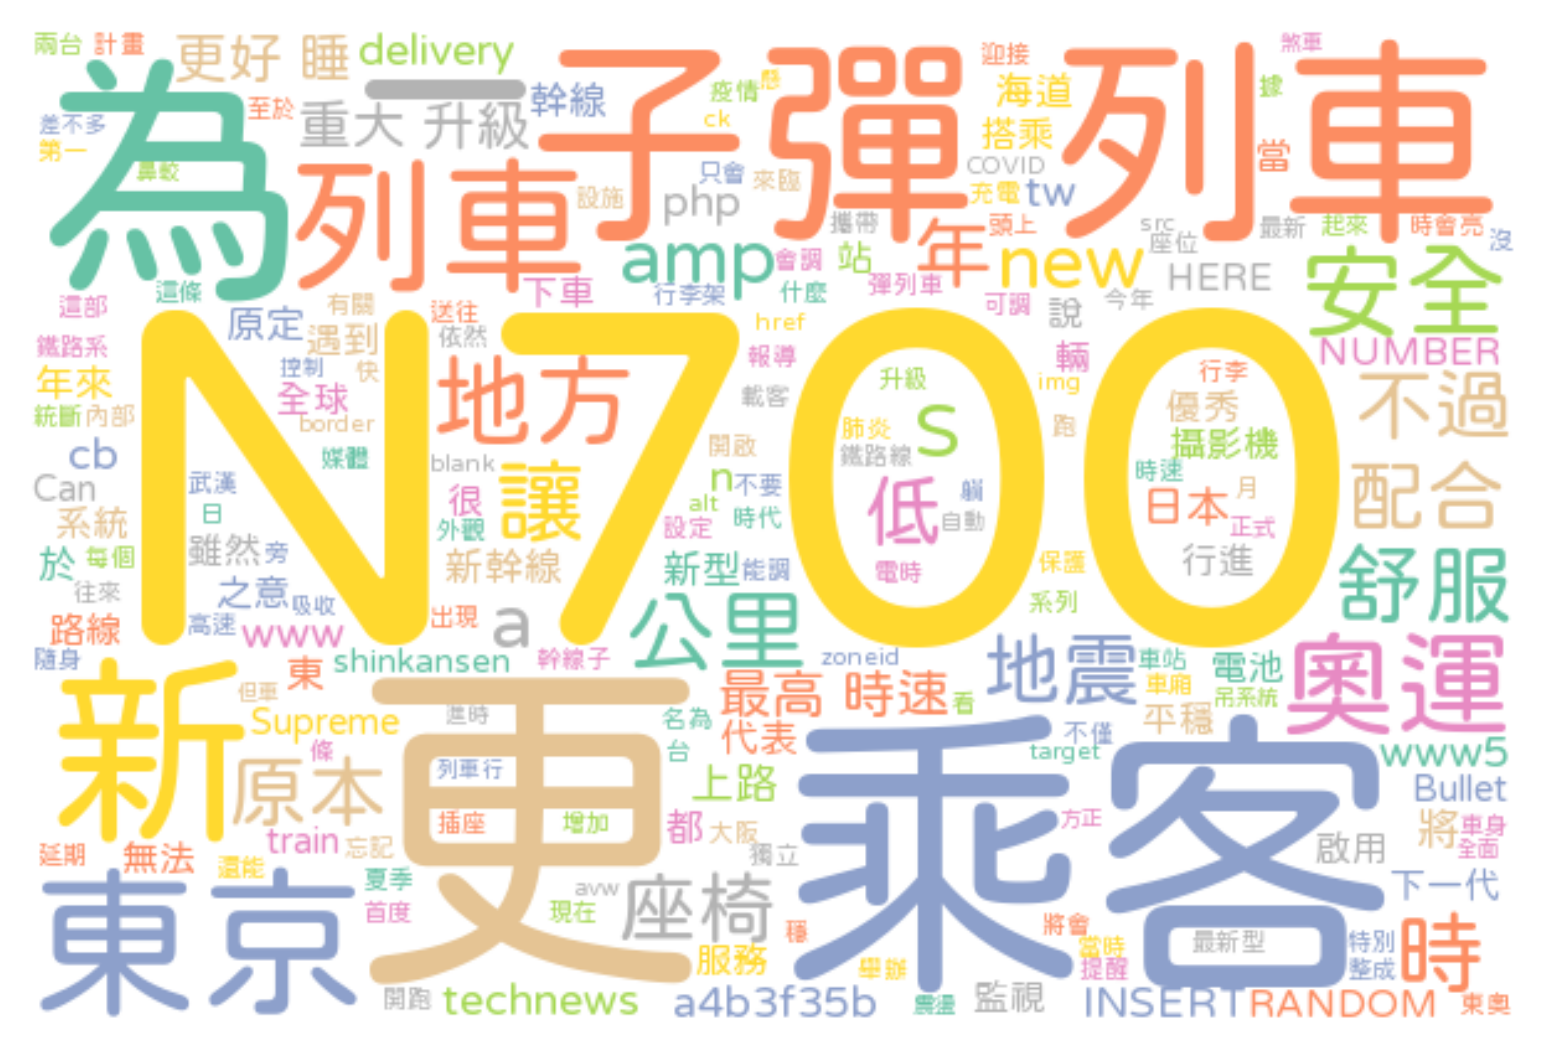 兩台 計畫 更好 睡 delivery 迎接 煞車
為 子彈列車
一 幹線 疫情 懸 海道 據
差不多 至於 重大 升級 ck 搭乘 當
第一 鼻較 列車 只會 來臨 COVID
設施 php 充電 tw
攜帶 年 頭上 src 座位 最新 起來 時會亮 沒
amp 會調 站 new HERE 安全
這部 這條 有關 下車 行李架 什麼 彈列車 可調 說 今年
原定 遇到 送往 依然 href
N700
鐵路系 控制 快 地方 報導 輛 NUMBER
年來 全球 載客 升級 img 行李 不過
統斷 內部 border 肺炎 S 跑 優秀
cb 媒體 blank 開啟 鐵路線 攝影機
Can 武漢 很 讓 n 不要 低 躺 時速 月 配合
系統 日 外觀 alt 設定 時代 自動 日本 正式
於 每個 雖然 旁 新幹線 新型 能調 電時 保護 行進 舒服
往來 之意 吸收 系列
路線 高速 www 出現 a 公里
隨身 東 shinkansen 幹線子 zoneid 地震 車站 電池 奧運
新 但車 更 最高 時速 看 車廂 吊系統
Supreme 進時 名為 代表 乘客 不僅 平穩
條 台 target www5
原本 列車行 上路 Bullet
train 忘記 插座 增加 都 大阪 方正 將 車身
延期 無法 獨立 啟用 全面
還能 夏季 avw 下一代
東京 首度 現在 座椅 穩 將會 時
服務 舉辦 當時 最新型 特別
提醒 整成
開跑 technews a4b3f35b 震盪 監視 INSERT RANDOM 東奧